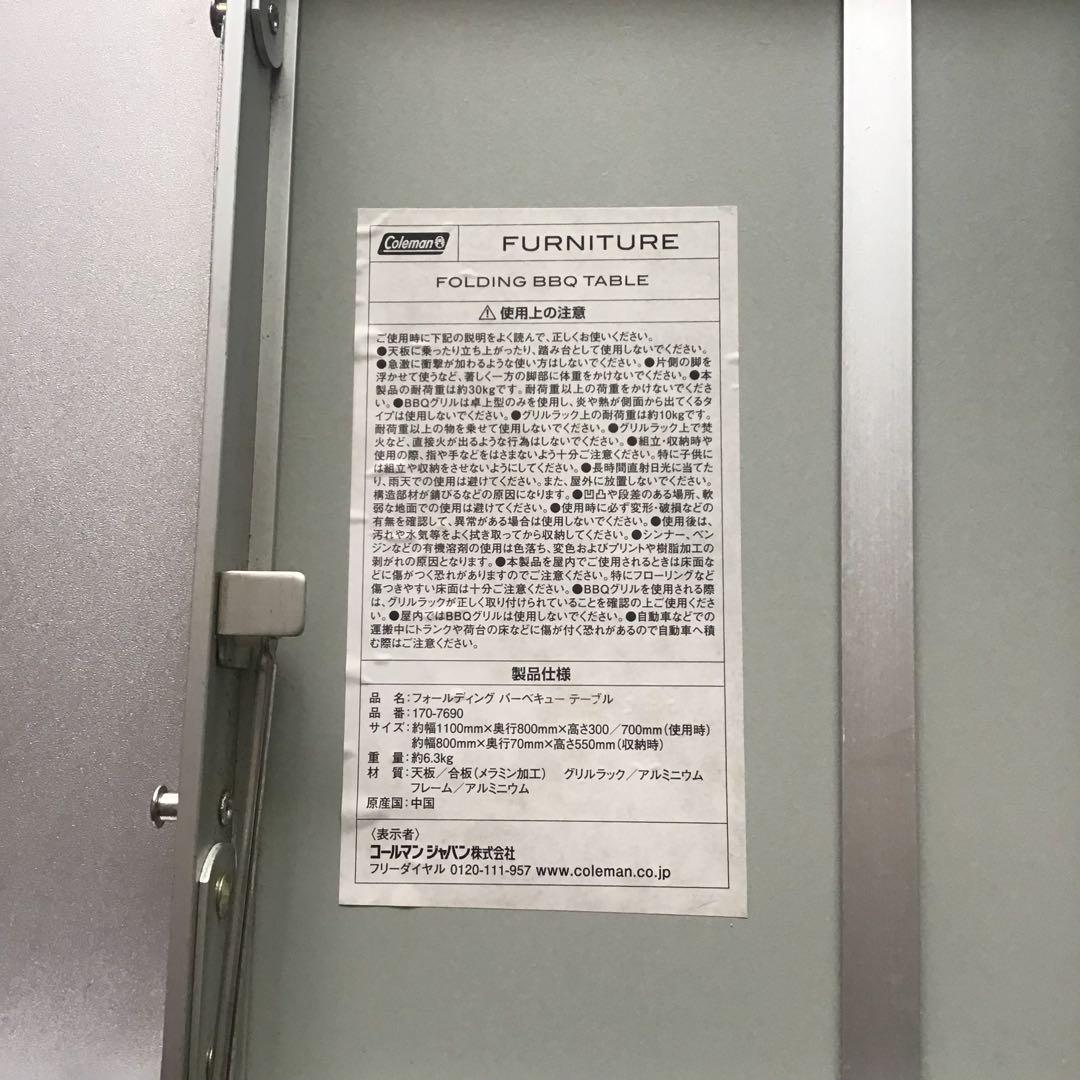 Coleman
FURNITURE
FOLDING BBQ TABLE
⚠使用上の注意
ご使用時に下記の説明をよく読んで、正しくお使いください。
●天板に乗ったり立ち上がったり、踏み台として使用しないでください。
●急激に衝撃が加わるような使い方はしないでください。●片側の脚を
浮かせて使うなど、著しく一方の脚部に体重をかけないでください。●本
製品の耐荷重は約30kgです。耐荷重以上の荷重をかけないでくださ
い。●BBQグリルは卓上型のみを使用し、炎や熱が側面から出てくるタ
イプは使用しないでください。●グリルラック上の耐荷重は約10kgです。
耐荷重以上の物を乗せて使用しないでください。●グリルラック上で焚
火など、直接火が出るような行為はしないでください。●組立・収納時や
使用の際、指や手などをはさまないよう十分ご注意ください。特に子供に
は組立や収納をさせないようにしてください。●長時間直射日光に当てた
り、雨天での使用は避けてください。また、屋外に放置しないでください。
構造部材が錆びるなどの原因になります。●凹凸や段差のある場所、軟
弱な地面での使用は避けてください。●使用時に必ず変形・破損などの
有無を確認して、異常がある場合は使用しないでください。●使用後は、
汚れや水気等をよく拭き取ってから収納してください。●シンナー、ベン
ジンなどの有機溶剤の使用は色落ち、変色およびプリントや樹脂加工の
剥がれの原因となります。●本製品を屋内でご使用されるときは床面な
どに傷がつく恐れがありますのでご注意ください。特にフローリングなど
傷つきやすい床面は十分ご注意ください。●BBQグリルを使用される際
は、グリルラックが正しく取り付けられていることを確認の上ご使用くださ
い。●屋内ではBBQグリルは使用しないでください。●自動車などでの
運搬中にトランクや荷台の床などに傷が付く恐れがあるので自動車へ積
む際はご注意ください。
製品仕様
品 名:フォールディング バーベキュー テーブル
品 番:170-7690
サイズ:約幅1100mm×奥行800mm×高さ300/700mm(使用時)
約幅800mm×奥行70mm×高さ550mm(収納時)
重 量:約6.3kg
材 質:天板/合板(メラミン加工) グリルラック/アルミニウム
フレーム/アルミニウム
原産国:中国
〈表示者〉
コールマン ジャパン株式会社
フリーダイヤル 0120-111-957 www.coleman.co.jp